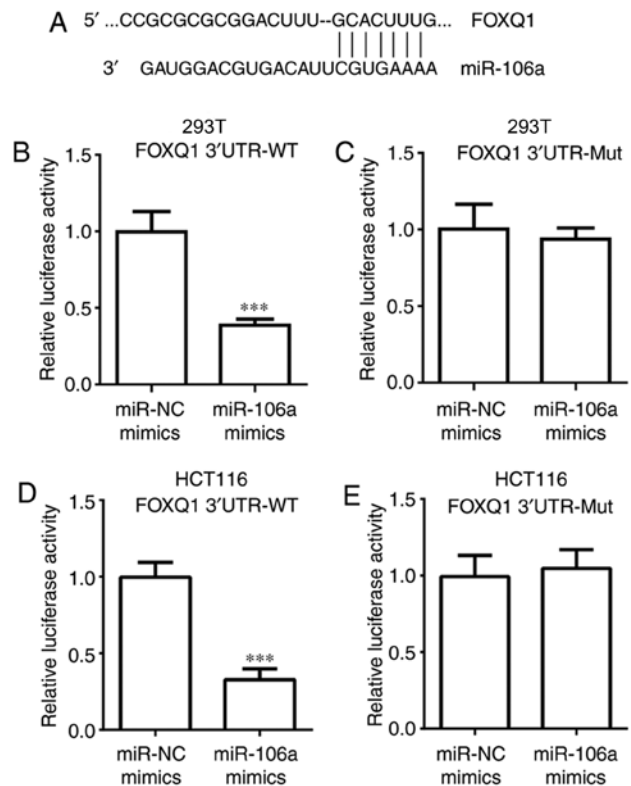 A
5′ ...CCGCGCGCGGACUUU--GCACUUUG... FOXQ1
3′ GAUGGACGUGACAUUCGUGAAAA miR-106a
B
293T
FOXQ1 3′UTR-WT
Relative luciferase activity
1.5
1.0
0.5
0.0
***
miR-NC mimics
miR-106a mimics
C
293T
FOXQ1 3′UTR-Mut
Relative luciferase activity
1.5
1.0
0.5
0.0
miR-NC mimics
miR-106a mimics
D
HCT116
FOXQ1 3′UTR-WT
Relative luciferase activity
1.5
1.0
0.5
0.0
***
miR-NC mimics
miR-106a mimics
E
HCT116
FOXQ1 3′UTR-Mut
Relative luciferase activity
1.5
1.0
0.5
0.0
miR-NC mimics
miR-106a mimics